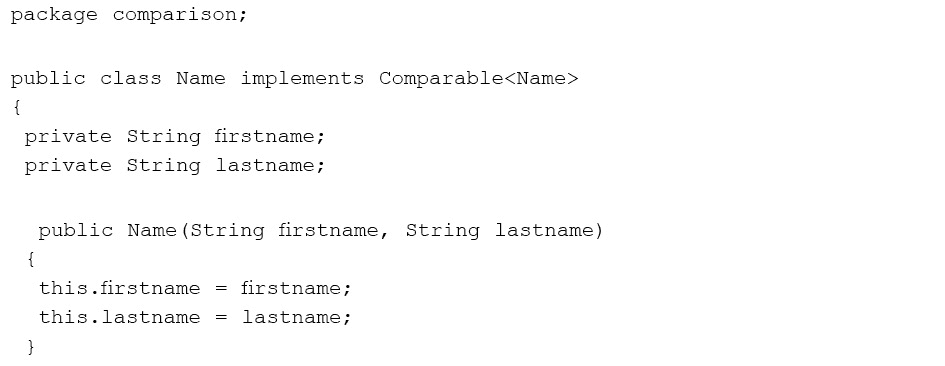 package comparison;
public class Name implements Comparable<Name>
{
private String firstname;
private String lastname;
public Name(String firstname, String lastname)
{
this.firstname = firstname;
this.lastname = lastname;
}